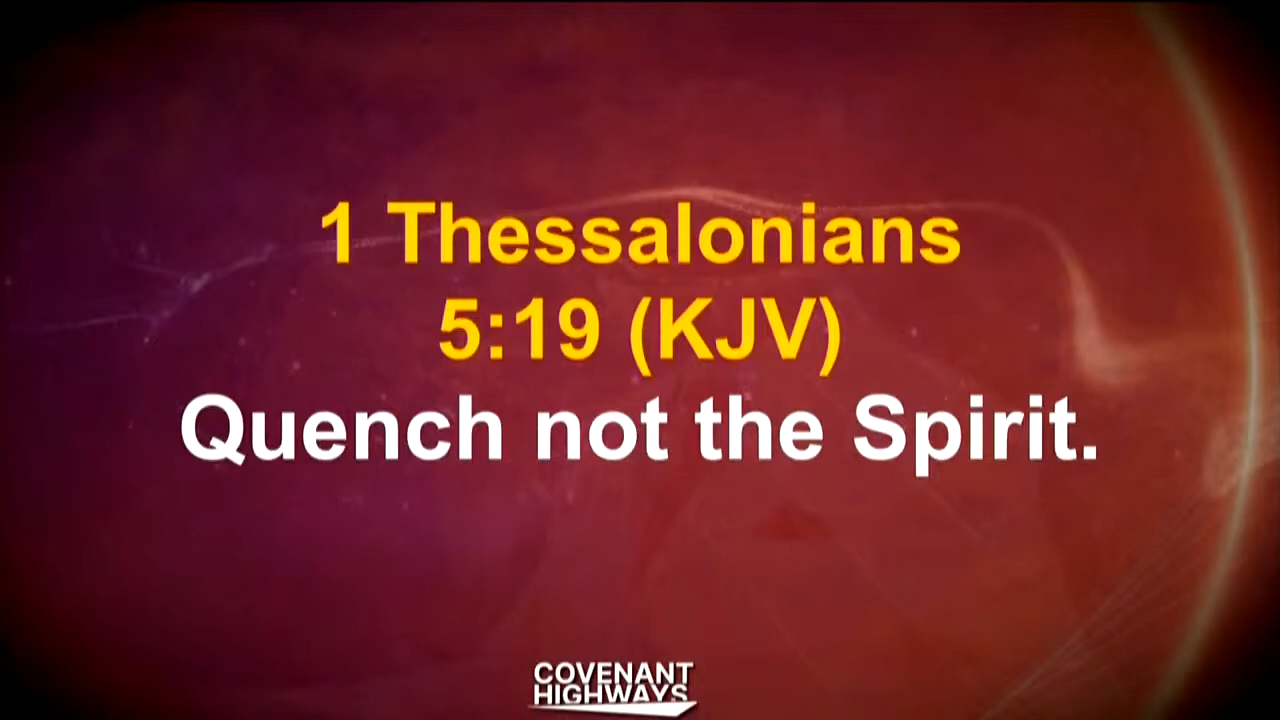 1 Thessalonians
5:19 (KJV)
Quench not the Spirit.
COVENANT
HIGHWAYS